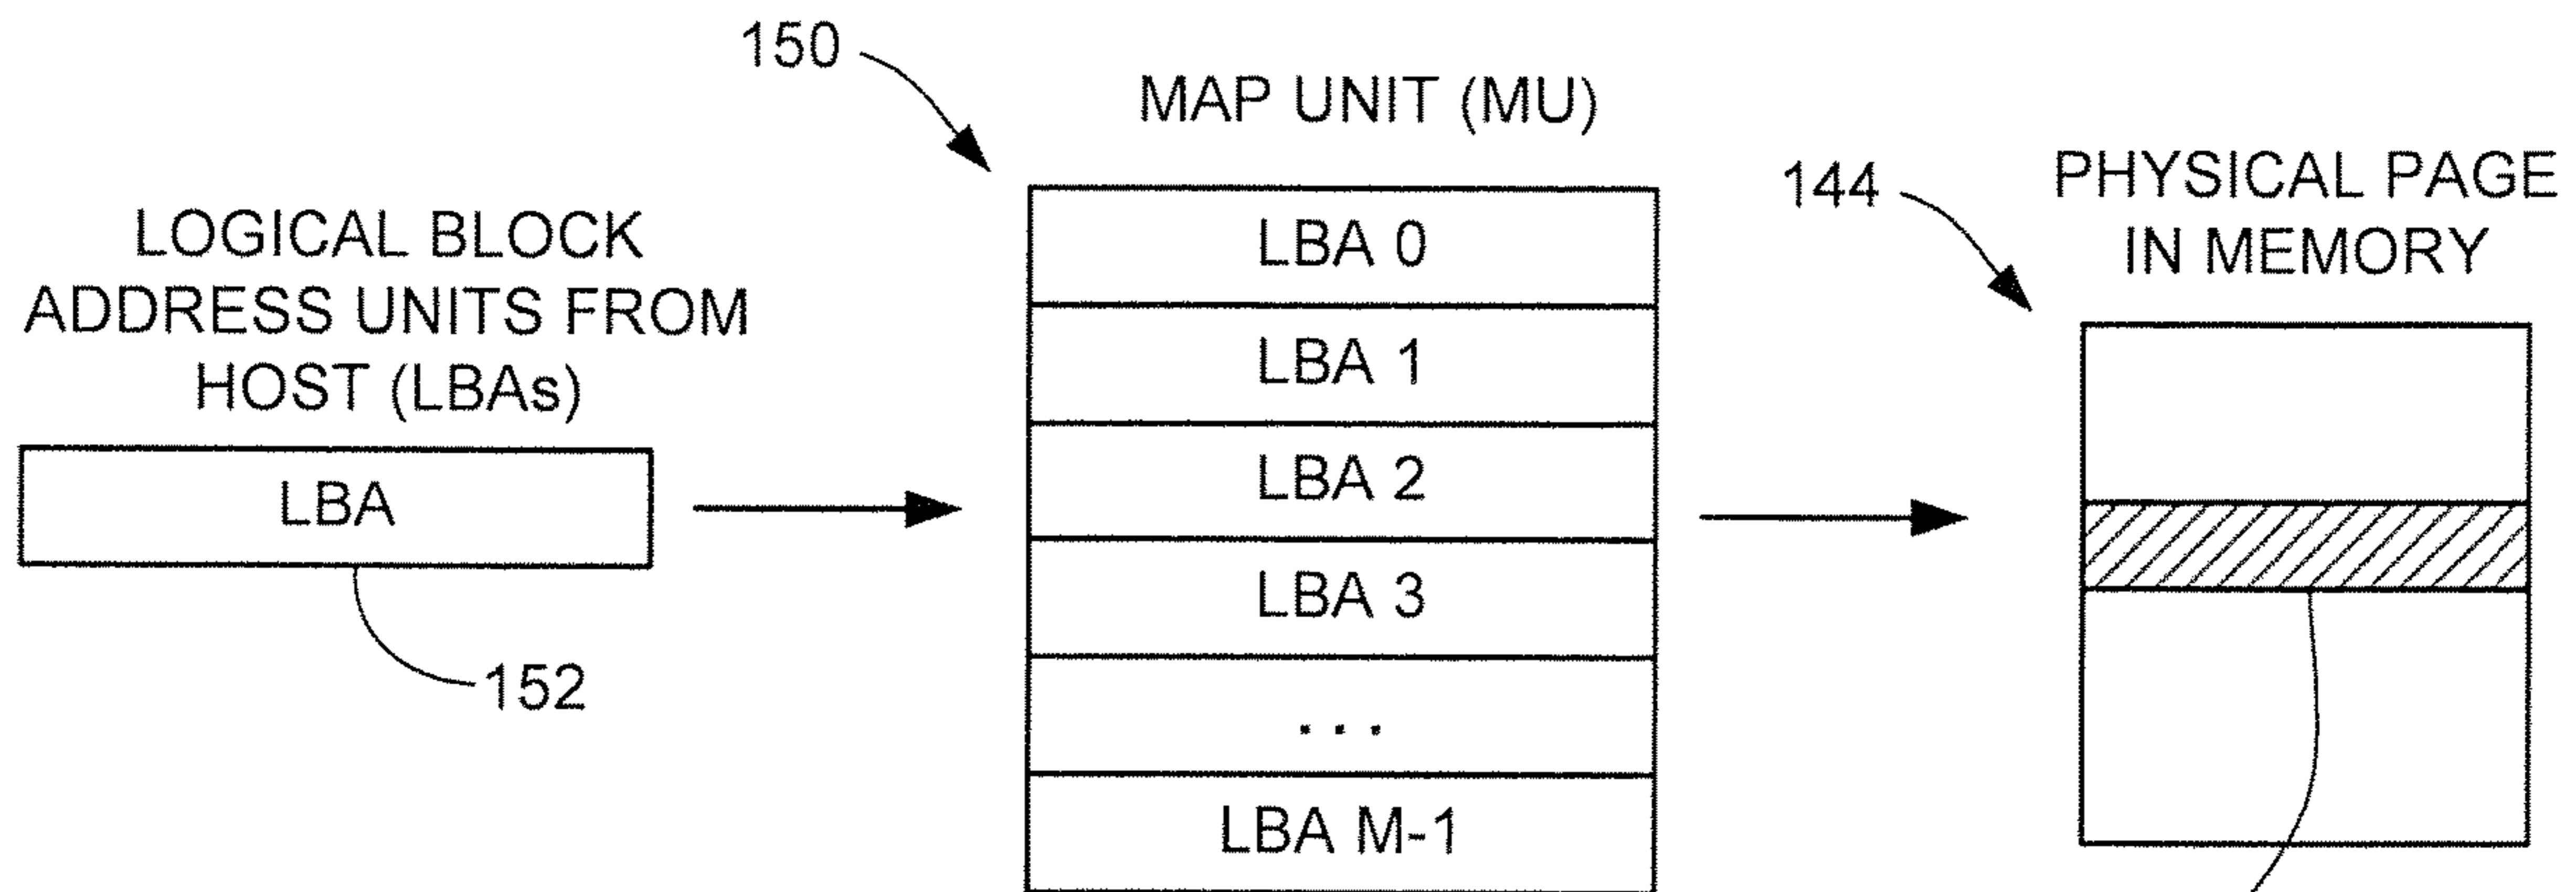 150
MAP UNIT (MU)
144
PHYSICAL PAGE
IN MEMORY
LOGICAL BLOCK
ADDRESS UNITS FROM
HOST (LBAs)
LBA
152
LBA 0
LBA 1
LBA 2
LBA 3
...
LBA M-1